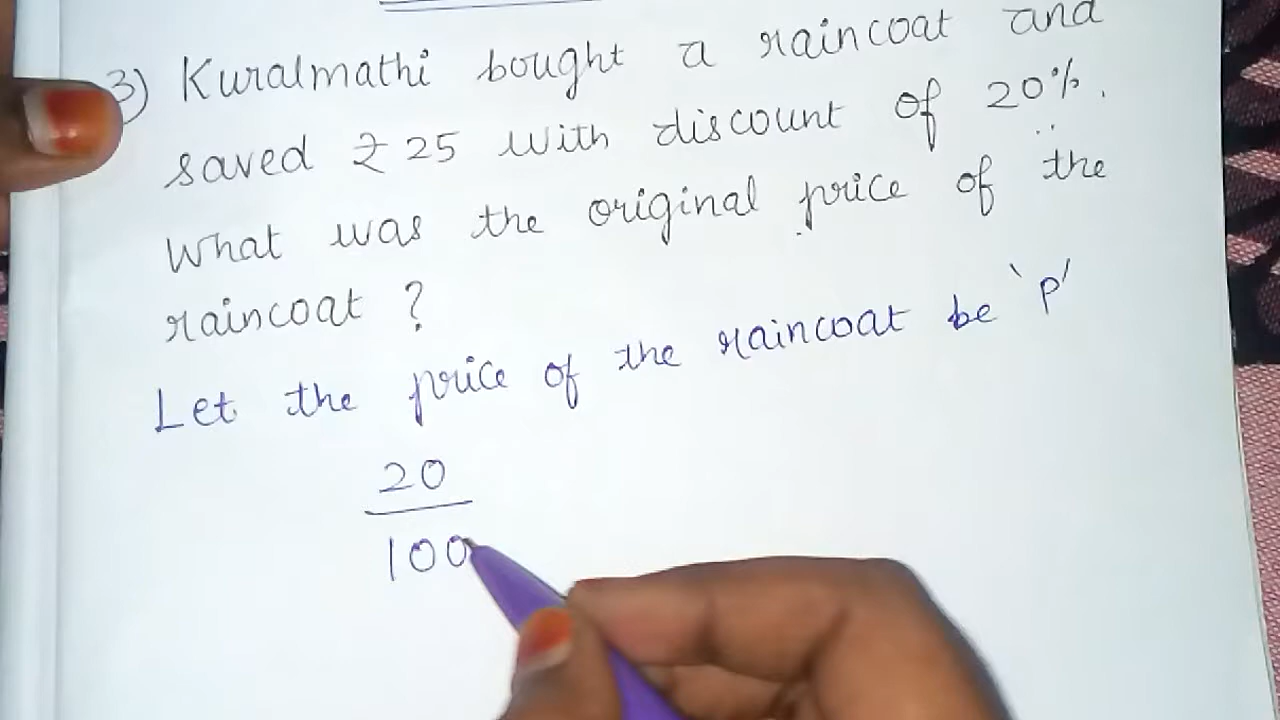 3) Kuralmathi bought a raincoat and
saved ₹ 25 with discount of 20%.
What was the original price of the
raincoat ?
Let the price of the raincoat be 'p'
20
100